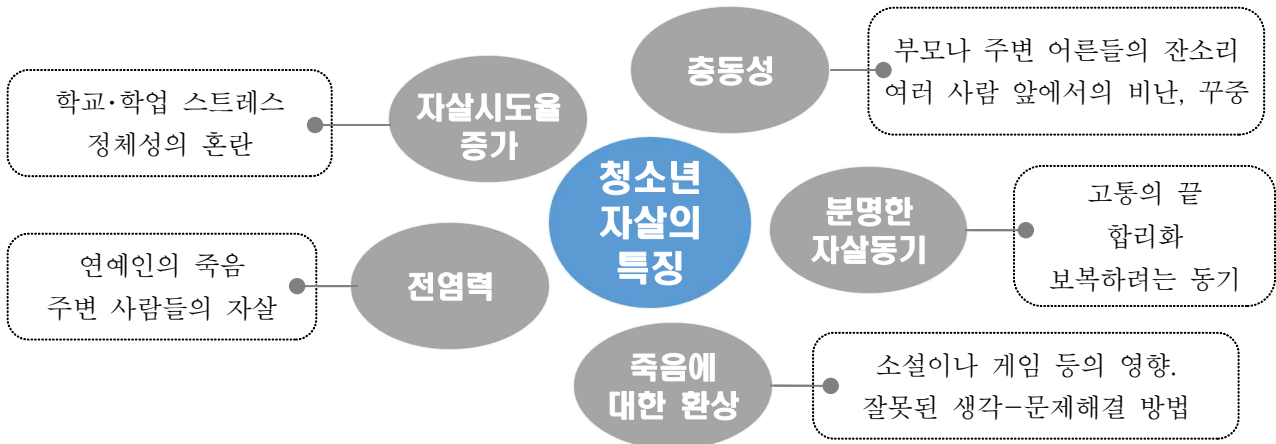 충동성
부모나 주변 어른들의 잔소리
여러 사람 앞에서의 비난, 꾸중
학교·학업 스트레스
정체성의 혼란
자살시도율
증가
청소년
자살의
특징
분명한
자살동기
고통의 끝
합리화
보복하려는 동기
연예인의 죽음
주변 사람들의 자살
전염력
죽음에
대한 환상
소설이나 게임 등의 영향.
잘못된 생각-문제해결 방법